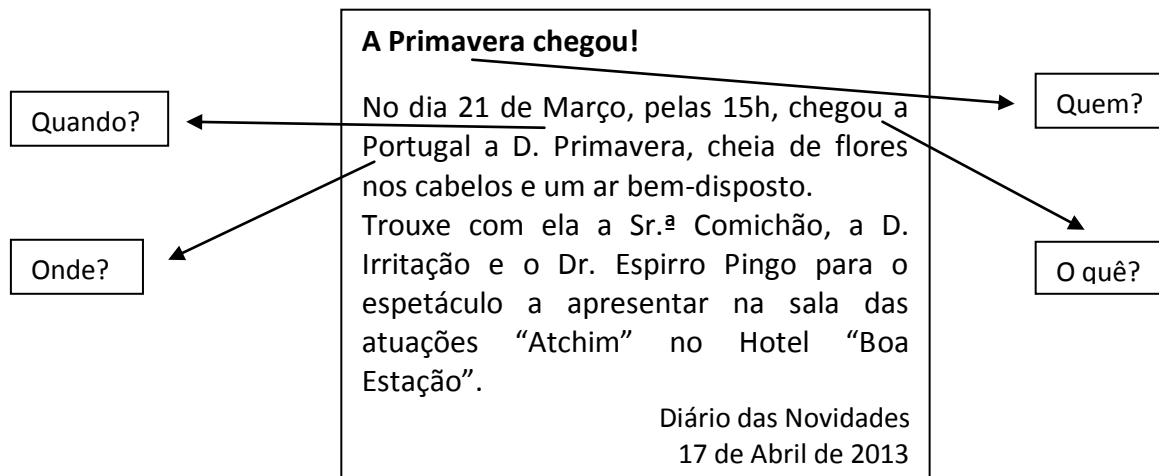 A Primavera chegou!
Quando?
Quem?
No dia 21 de Março, pelas 15h, chegou a
Portugal a D. Primavera, cheia de flores
nos cabelos e um ar bem-disposto.
Trouxe com ela a Sr.ª Comichão, a D.
Irritação e o Dr. Espirro Pingo para o
espetáculo a apresentar na sala das
atuações “Atchim” no Hotel “Boa
Estação”.
Onde?
O quê?
Diário das Novidades
17 de Abril de 2013